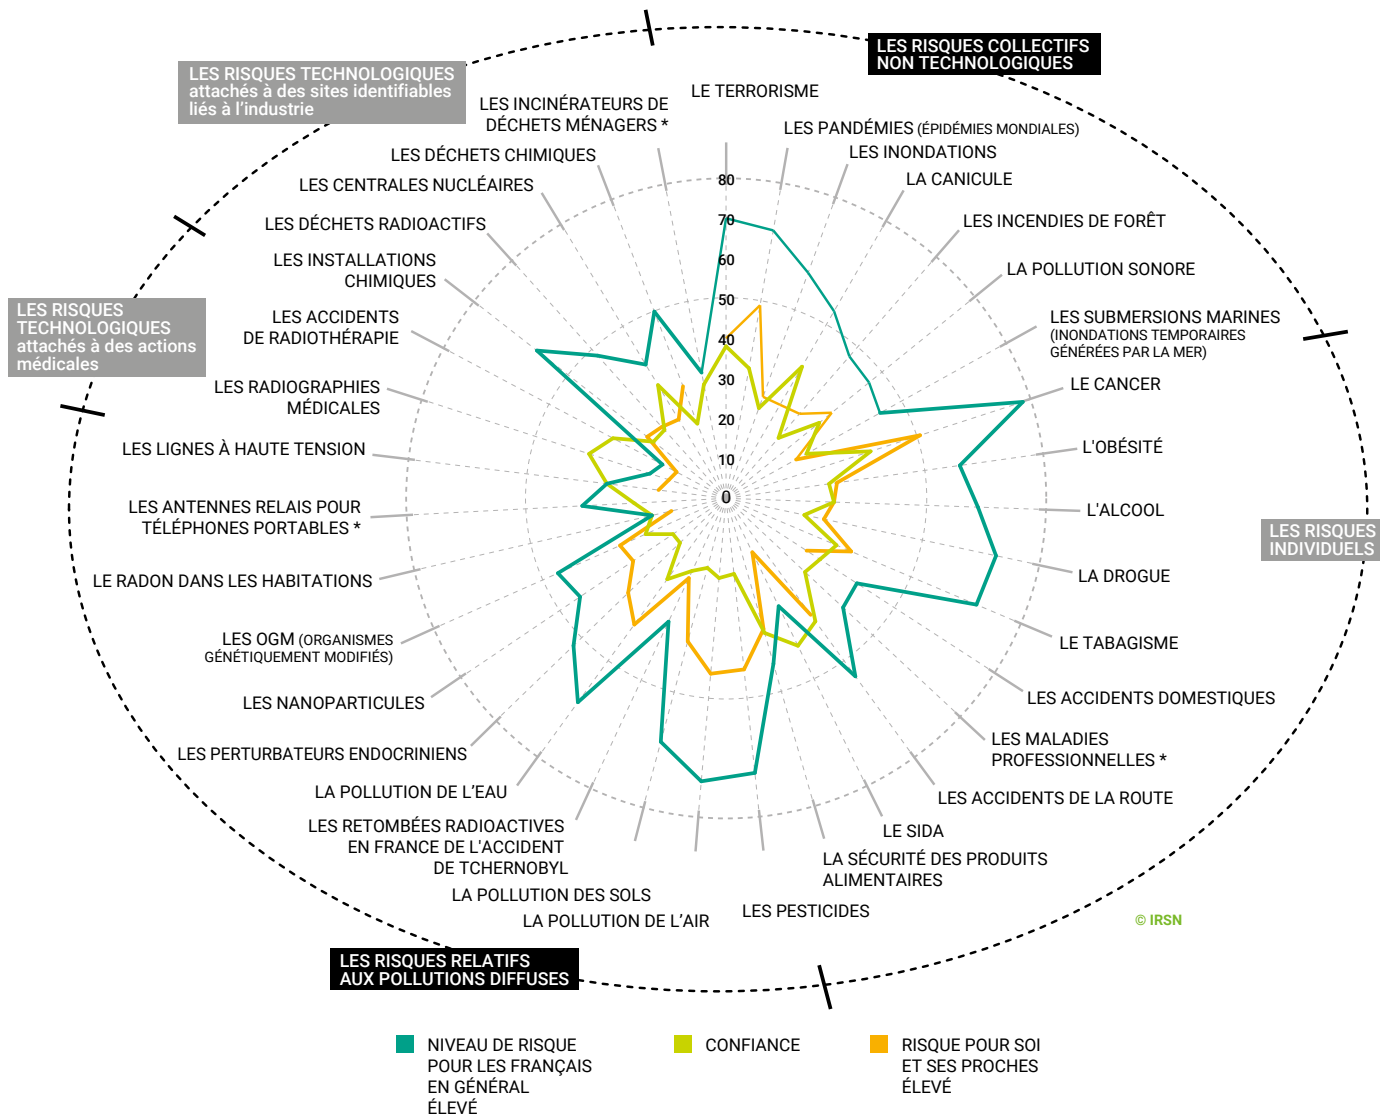 LES RISQUES COLLECTIFS
NON TECHNOLOGIQUES
LES RISQUES TECHNOLOGIQUES
attachés à des sites identifiables
liés à l'industrie
LE TERRORISME
LES INCINÉRATEURS DE
DÉCHETS MÉNAGERS *
LES PANDÉMIES (ÉPIDÉMIES MONDIALES)
LES DÉCHETS CHIMIQUES
LES INONDATIONS
LES CENTRALES NUCLÉAIRES
LA CANICULE
LES DÉCHETS RADIOACTIFS
LES INCENDIES DE FORÊT
LES INSTALLATIONS
CHIMIQUES
LA POLLUTION SONORE
LES RISQUES
TECHNOLOGIQUES
attachés à des actions
médicales
LES ACCIDENTS
DE RADIOTHÉRAPIE
LES SUBMERSIONS MARINES
(INONDATIONS TEMPORAIRES
GÉNÉRÉES PAR LA MER)
LES RADIOGRAPHIES
MÉDICALES
LE CANCER
LES LIGNES À HAUTE TENSION
L'OBÉSITÉ
LES ANTENNES RELAIS POUR
TÉLÉPHONES PORTABLES *
L'ALCOOL
LES RISQUES
INDIVIDUELS
80
70
60
50
40
30
20
10
0
LE RADON DANS LES HABITATIONS
LA DROGUE
LES OGM (ORGANISMES
GÉNÉTIQUEMENT MODIFIÉS)
LE TABAGISME
LES NANOPARTICULES
LES ACCIDENTS DOMESTIQUES
LES PERTURBATEURS ENDOCRINIENS
LES MALADIES
PROFESSIONNELLES *
LA POLLUTION DE L'EAU
LES ACCIDENTS DE LA ROUTE
LES RETOMBÉES RADIOACTIVES
EN FRANCE DE L'ACCIDENT
DE TCHERNOBYL
LE SIDA
LA SÉCURITÉ DES PRODUITS
ALIMENTAIRES
LA POLLUTION DES SOLS
LES PESTICIDES
LA POLLUTION DE L'AIR
© IRSN
LES RISQUES RELATIFS
AUX POLLUTIONS DIFFUSES
NIVEAU DE RISQUE
POUR LES FRANÇAIS
EN GÉNÉRAL
ÉLEVÉ
CONFIANCE
RISQUE POUR SOI
ET SES PROCHES
ÉLEVÉ